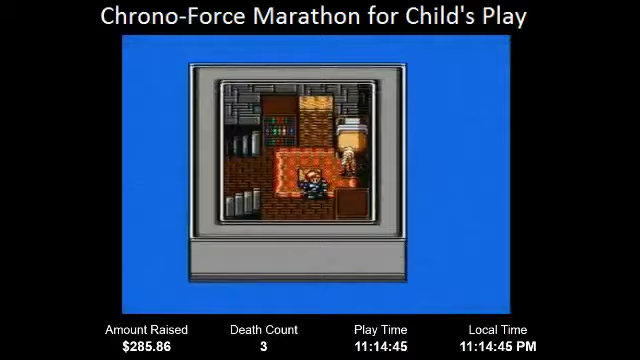 Chrono-Force Marathon for Child's Play
Amount Raised Death Count Play Time Local Time
$285.86 3 11:14:45 11:14:45 PM